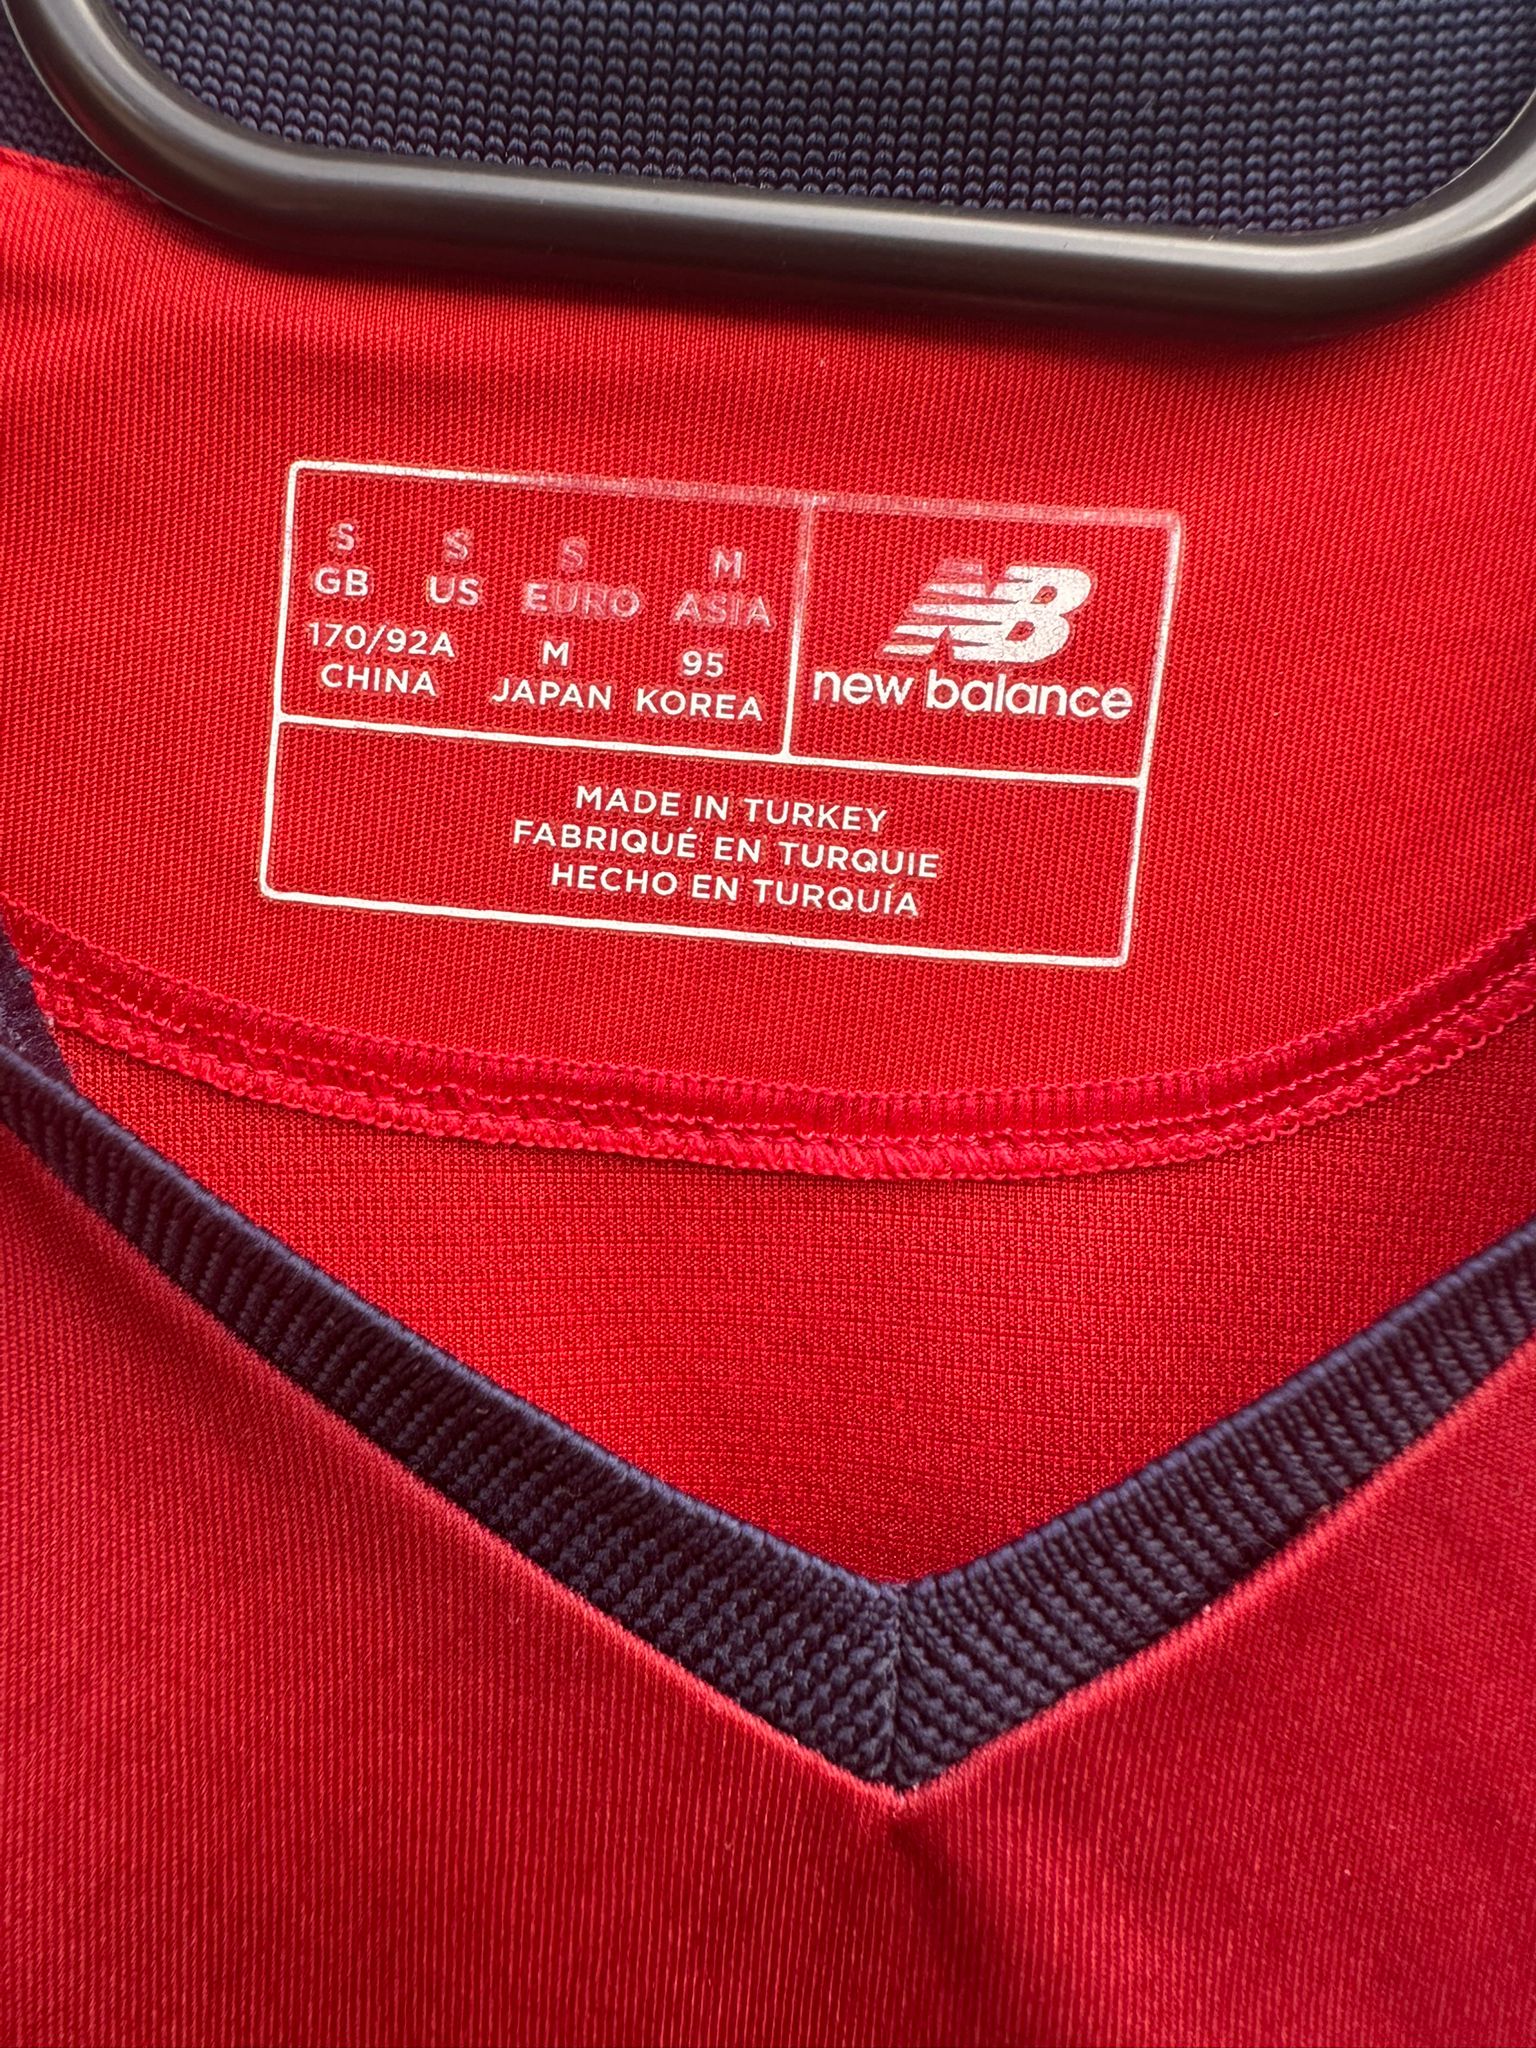 S S S M
GB US EURO ASIA
170/92A M 95
CHINA JAPAN KOREA
NB
new balance
MADE IN TURKEY
FABRIQUÉ EN TURQUIE
HECHO EN TURQUÍA